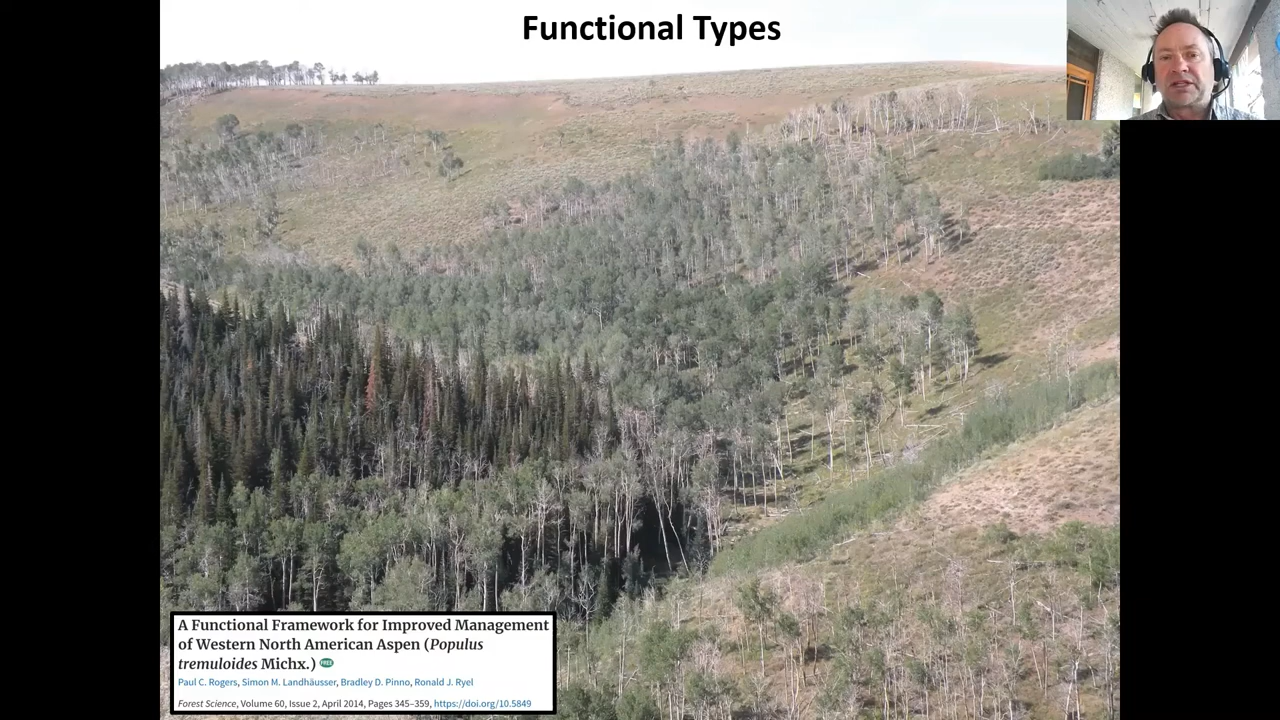 Functional Types
A Functional Framework for Improved Management
of Western North American Aspen (Populus
tremuloides Michx.) FREE
Paul C. Rogers, Simon M. Landhäusser, Bradley D. Pinno, Ronald J. Ryel
Forest Science, Volume 60, Issue 2, April 2014, Pages 345–359, https://doi.org/10.5849